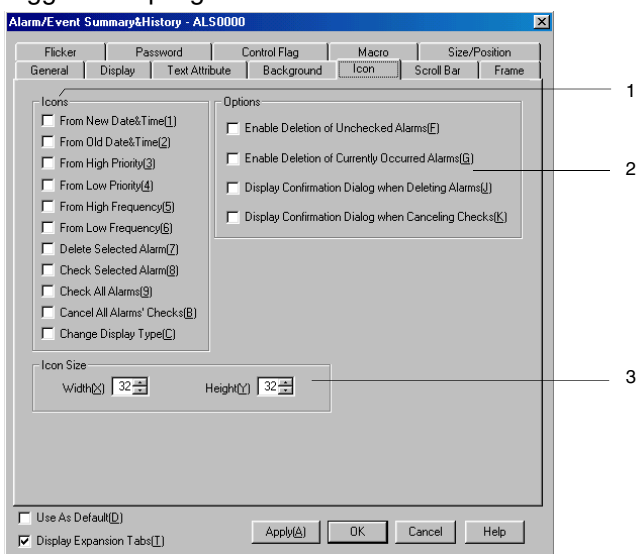 Alarm/Event Summary&History - ALS0000
Flicker Password Control Flag Macro Size/Position
General Display Text Attribute Background Icon Scroll Bar Frame
1
Icons
From New Date&Time(1)
From Old Date&Time(2)
From High Priority(3)
From Low Priority(4)
From High Frequency(5)
From Low Frequency(6)
Delete Selected Alarm(7)
Check Selected Alarm(8)
Check All Alarms(9)
Cancel All Alarms' Checks(B)
Change Display Type(C)
Options
Enable Deletion of Unchecked Alarms(F)
Enable Deletion of Currently Occurred Alarms(G)
2
Display Confirmation Dialog when Deleting Alarms(J)
Display Confirmation Dialog when Canceling Checks(K)
Icon Size
Width(X) 32 Height(Y) 32
3
Use As Default(D)
Display Expansion Tabs(T)
Apply(A) OK Cancel Help